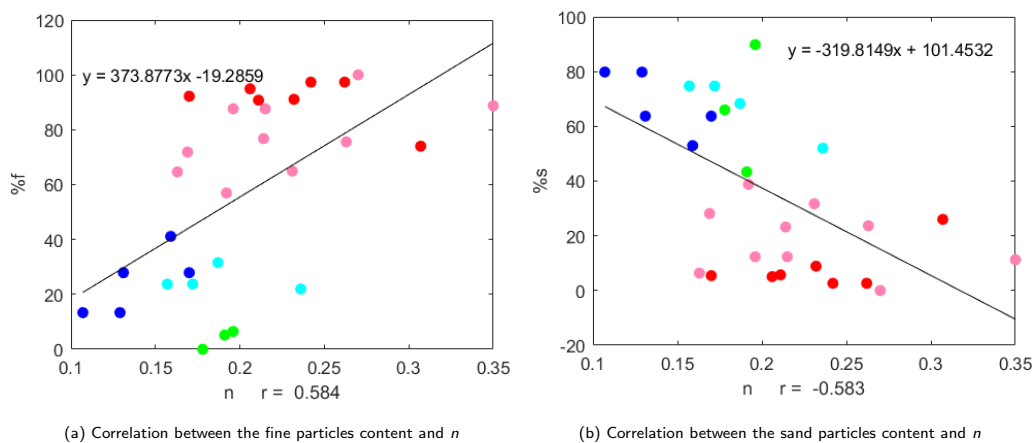 120
100
80
60
40
20
0
%f
y = 373.8773x -19.2859
0.1 0.15 0.2 0.25 0.3 0.35
n r = 0.584
(a) Correlation between the fine particles content and n
100
80
60
40
20
0
-20
%s
y = -319.8149x + 101.4532
0.1 0.15 0.2 0.25 0.3 0.35
n r = -0.583
(b) Correlation between the sand particles content and n